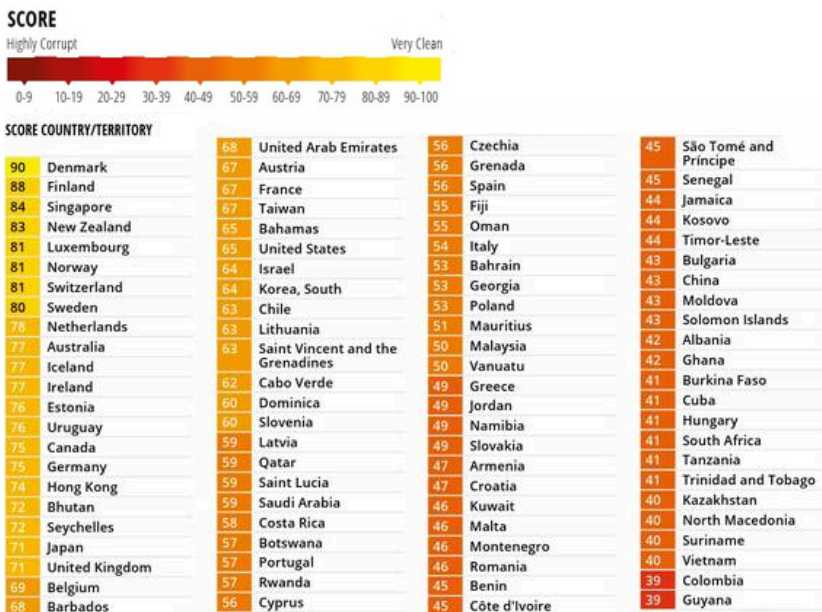 SCORE
Highly Corrupt Very Clean
0-9 10-19 20-29 30-39 40-49 50-59 60-69 70-79 80-89 90-100
SCORE COUNTRY/TERRITORY
90 Denmark
88 Finland
84 Singapore
83 New Zealand
81 Luxembourg
81 Norway
81 Switzerland
80 Sweden
78 Netherlands
77 Australia
77 Iceland
77 Ireland
76 Estonia
76 Uruguay
75 Canada
75 Germany
74 Hong Kong
72 Bhutan
72 Seychelles
71 Japan
71 United Kingdom
69 Belgium
68 Barbados
68 United Arab Emirates
67 Austria
67 France
67 Taiwan
65 Bahamas
65 United States
64 Israel
64 Korea, South
63 Chile
63 Lithuania
63 Saint Vincent and the
Grenadines
62 Cabo Verde
60 Dominica
60 Slovenia
59 Latvia
59 Qatar
59 Saint Lucia
59 Saudi Arabia
58 Costa Rica
57 Botswana
57 Portugal
57 Rwanda
56 Cyprus
56 Czechia
56 Grenada
56 Spain
55 Fiji
55 Oman
54 Italy
53 Bahrain
53 Georgia
53 Poland
51 Mauritius
50 Malaysia
50 Vanuatu
49 Greece
49 Jordan
49 Namibia
49 Slovakia
47 Armenia
47 Croatia
46 Kuwait
46 Malta
46 Montenegro
46 Romania
45 Benin
45 Côte d'Ivoire
45 São Tomé and
Príncipe
45 Senegal
44 Jamaica
44 Kosovo
44 Timor-Leste
43 Bulgaria
43 China
43 Moldova
43 Solomon Islands
42 Albania
42 Ghana
41 Burkina Faso
41 Cuba
41 Hungary
41 South Africa
41 Tanzania
41 Trinidad and Tobago
40 Kazakhstan
40 North Macedonia
40 Suriname
40 Vietnam
39 Colombia
39 Guyana